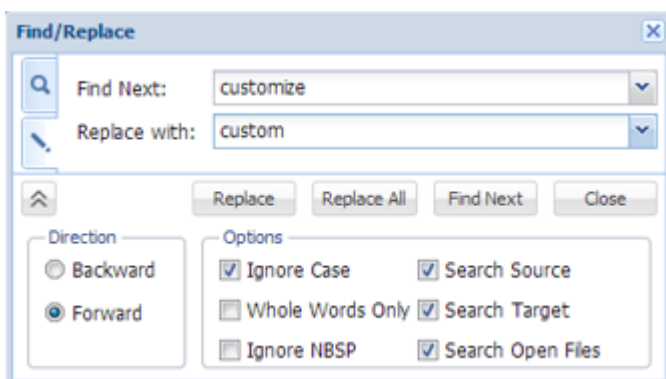 Find/Replace
Find Next: customize
Replace with: custom
Replace Replace All Find Next Close
Direction Options
Backward Ignore Case Search Source
Forward Whole Words Only Search Target
Ignore NBSP Search Open Files